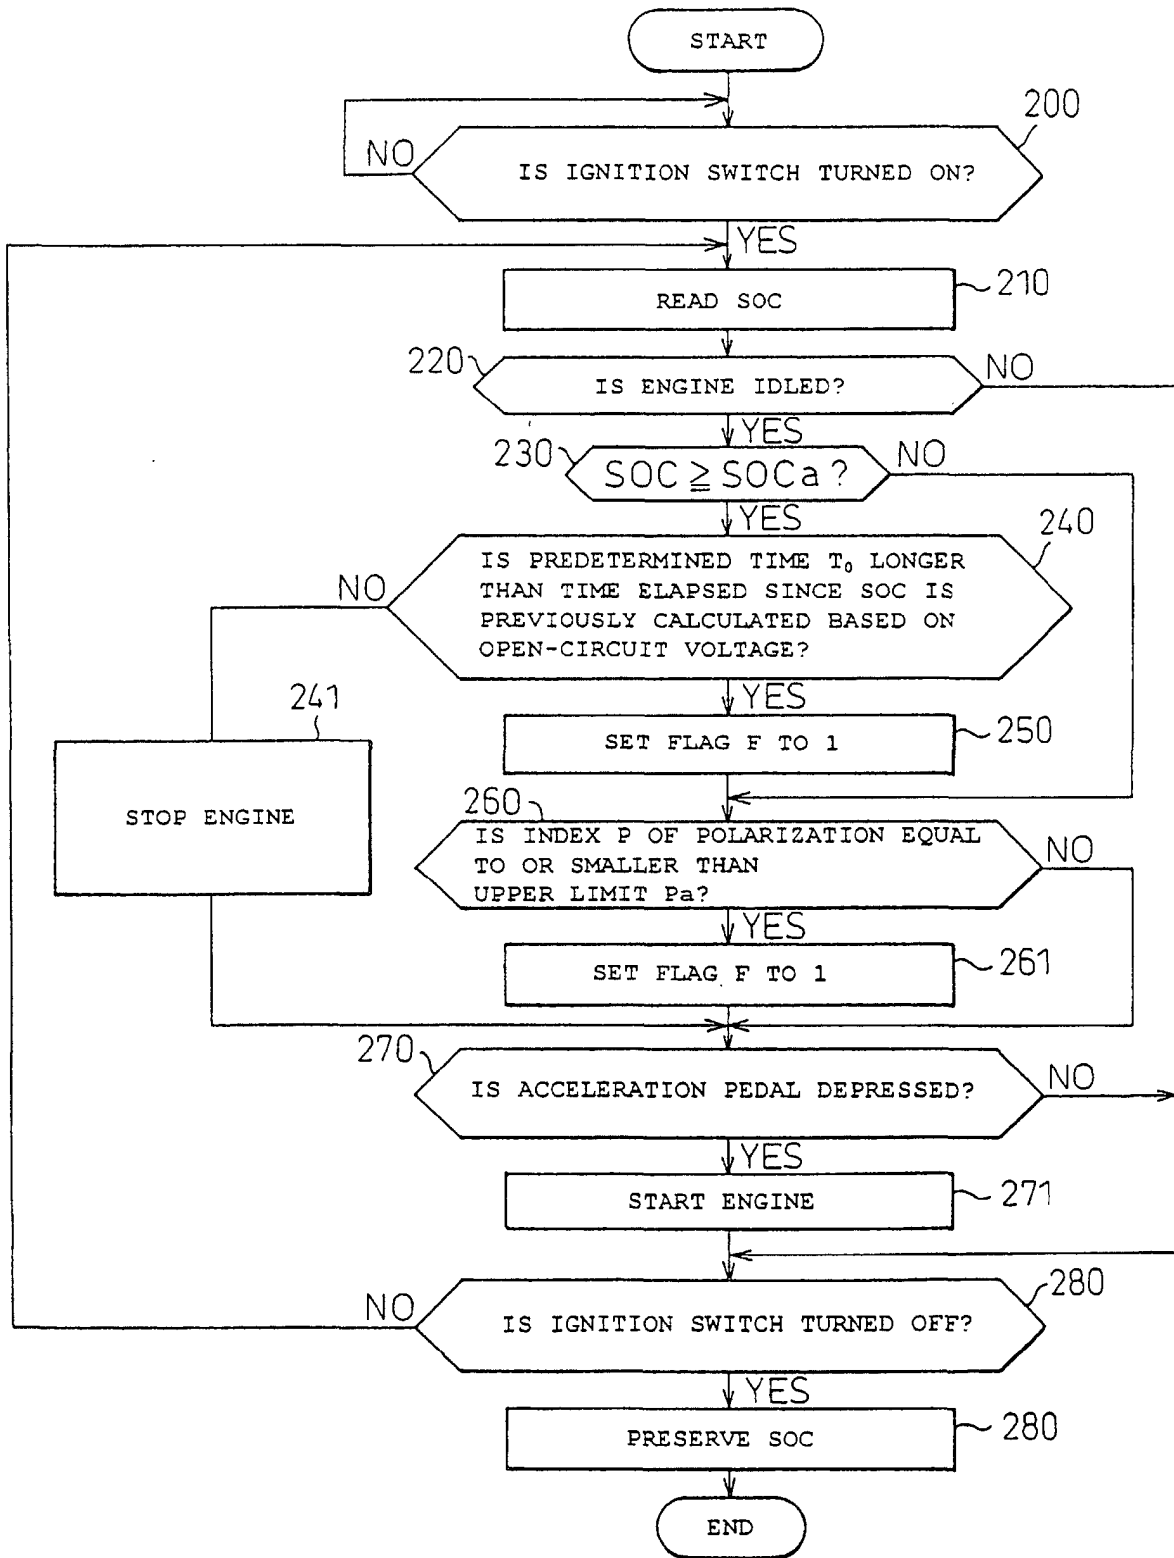 START
200
NO
IS IGNITION SWITCH TURNED ON?
YES
READ SOC
210
220
IS ENGINE IDLED?
NO
YES
230
SOC ≧ SOCa ?
NO
YES
240
NO
IS PREDETERMINED TIME T₀ LONGER
THAN TIME ELAPSED SINCE SOC IS
PREVIOUSLY CALCULATED BASED ON
OPEN-CIRCUIT VOLTAGE?
YES
241
STOP ENGINE
SET FLAG F TO 1
250
260
IS INDEX P OF POLARIZATION EQUAL
TO OR SMALLER THAN
UPPER LIMIT Pa?
NO
YES
SET FLAG F TO 1
261
270
IS ACCELERATION PEDAL DEPRESSED?
NO
YES
START ENGINE
271
280
NO
IS IGNITION SWITCH TURNED OFF?
YES
PRESERVE SOC
280
END